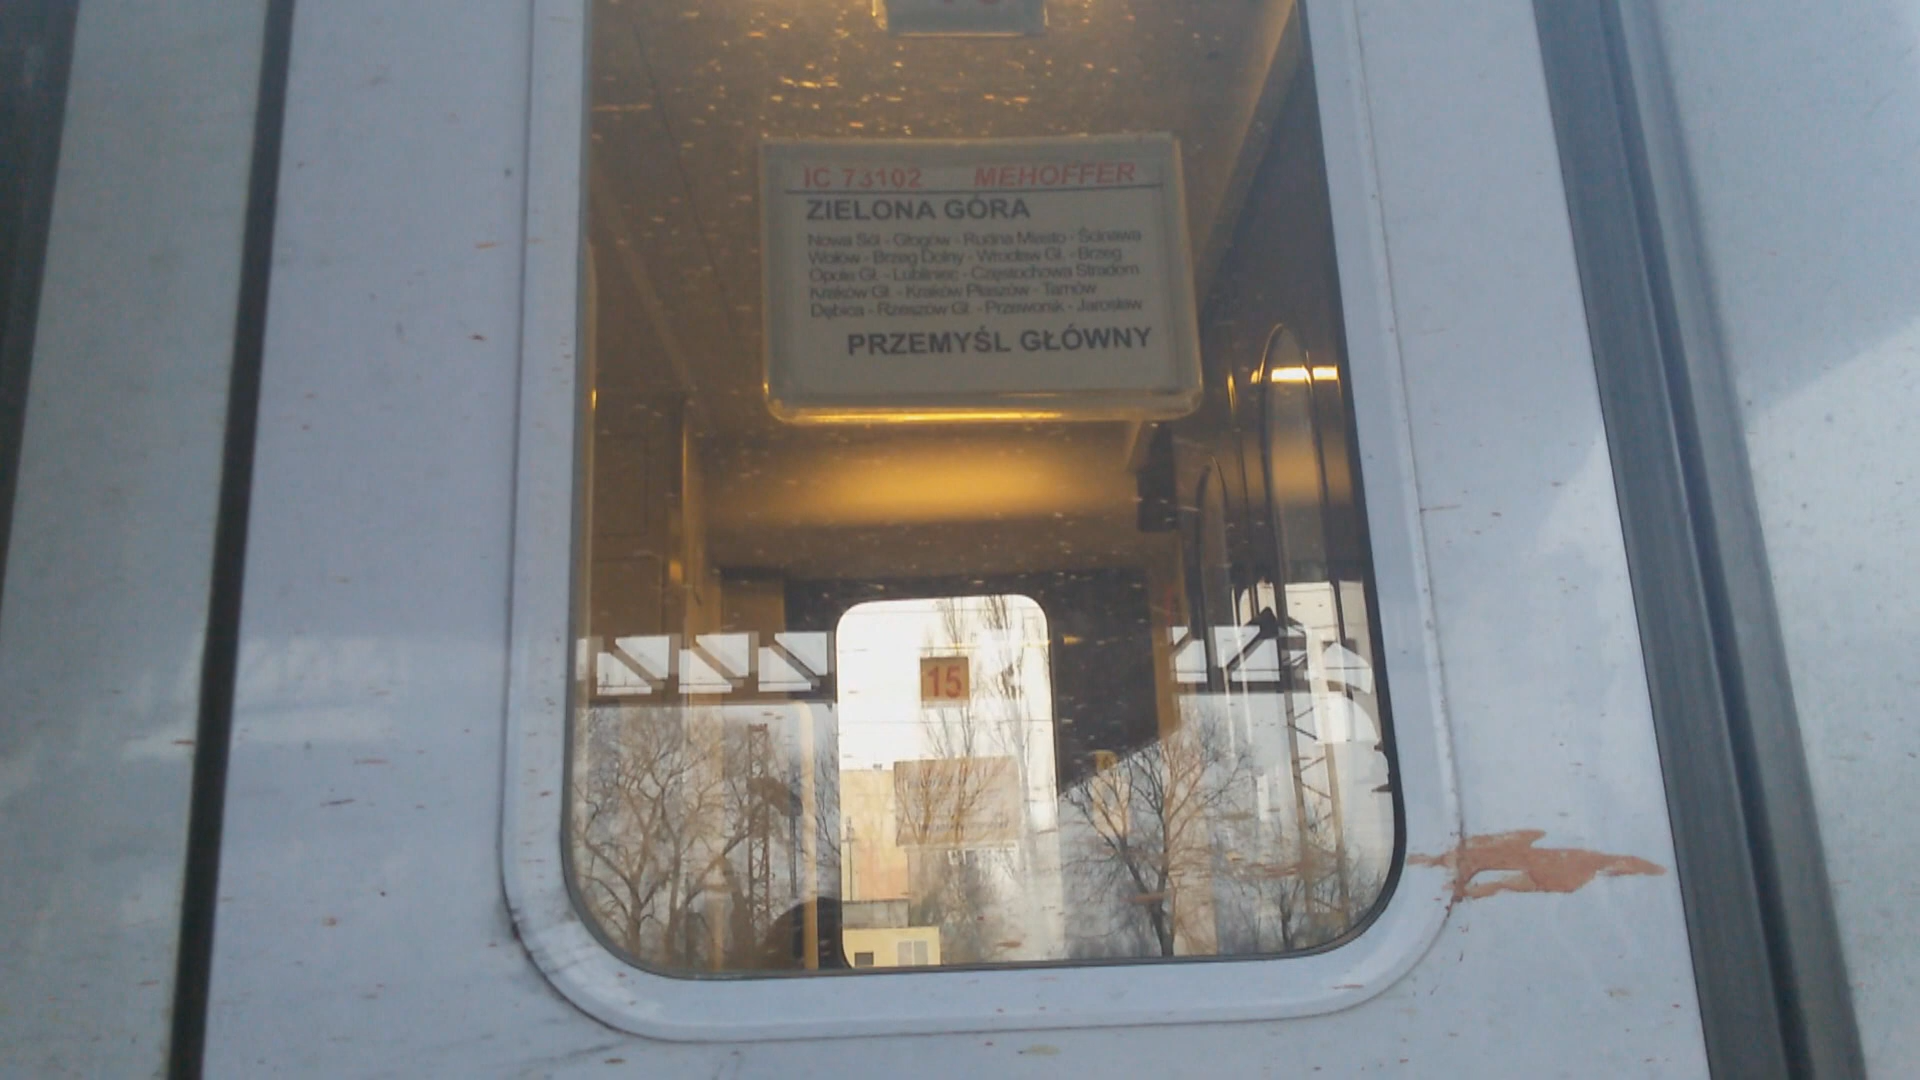 IC 73102 MEHOFFER
ZIELONA GÓRA
Nowa Sól - Głogów - Rudna Miasto - Ścinawa
Wołów - Brzeg Dolny - Wrocław Gł. - Brzeg
Opole Gł. - Lubliniec - Częstochowa Stradom
Kraków Gł. - Kraków Płaszów - Tarnów
Dębica - Rzeszów Gł. - Przeworsk - Jarosław
PRZEMYŚL GŁÓWNY
15